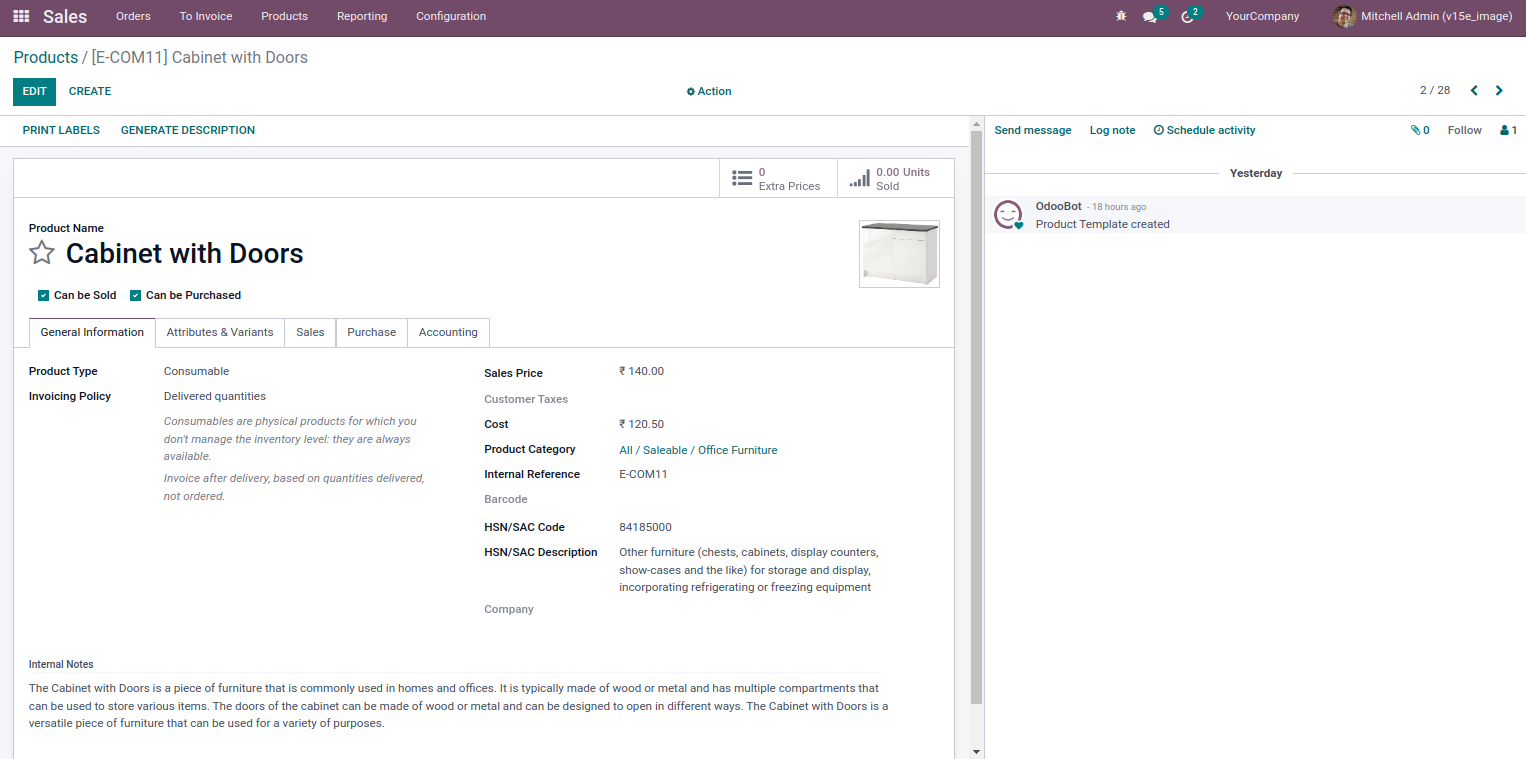 Sales Orders To Invoice Products Reporting Configuration 5 2 YourCompany Mitchell Admin (v15e_image)
Products / [E-COM11] Cabinet with Doors
EDIT CREATE Action 2 / 28
PRINT LABELS GENERATE DESCRIPTION
Send message Log note Schedule activity 0 Follow 1
0
Extra Prices
0.00 Units
Sold
Yesterday
OdooBot - 18 hours ago
Product Template created
Product Name
Cabinet with Doors
Can be Sold Can be Purchased
General Information Attributes & Variants Sales Purchase Accounting
Product Type Consumable
Invoicing Policy Delivered quantities
Consumables are physical products for which you
don't manage the inventory level: they are always
available.
Invoice after delivery, based on quantities delivered,
not ordered.
Sales Price ₹ 140.00
Customer Taxes
Cost ₹ 120.50
Product Category All / Saleable / Office Furniture
Internal Reference E-COM11
Barcode
HSN/SAC Code 84185000
HSN/SAC Description Other furniture (chests, cabinets, display counters,
show-cases and the like) for storage and display,
incorporating refrigerating or freezing equipment
Company
Internal Notes
The Cabinet with Doors is a piece of furniture that is commonly used in homes and offices. It is typically made of wood or metal and has multiple compartments that
can be used to store various items. The doors of the cabinet can be made of wood or metal and can be designed to open in different ways. The Cabinet with Doors is a
versatile piece of furniture that can be used for a variety of purposes.